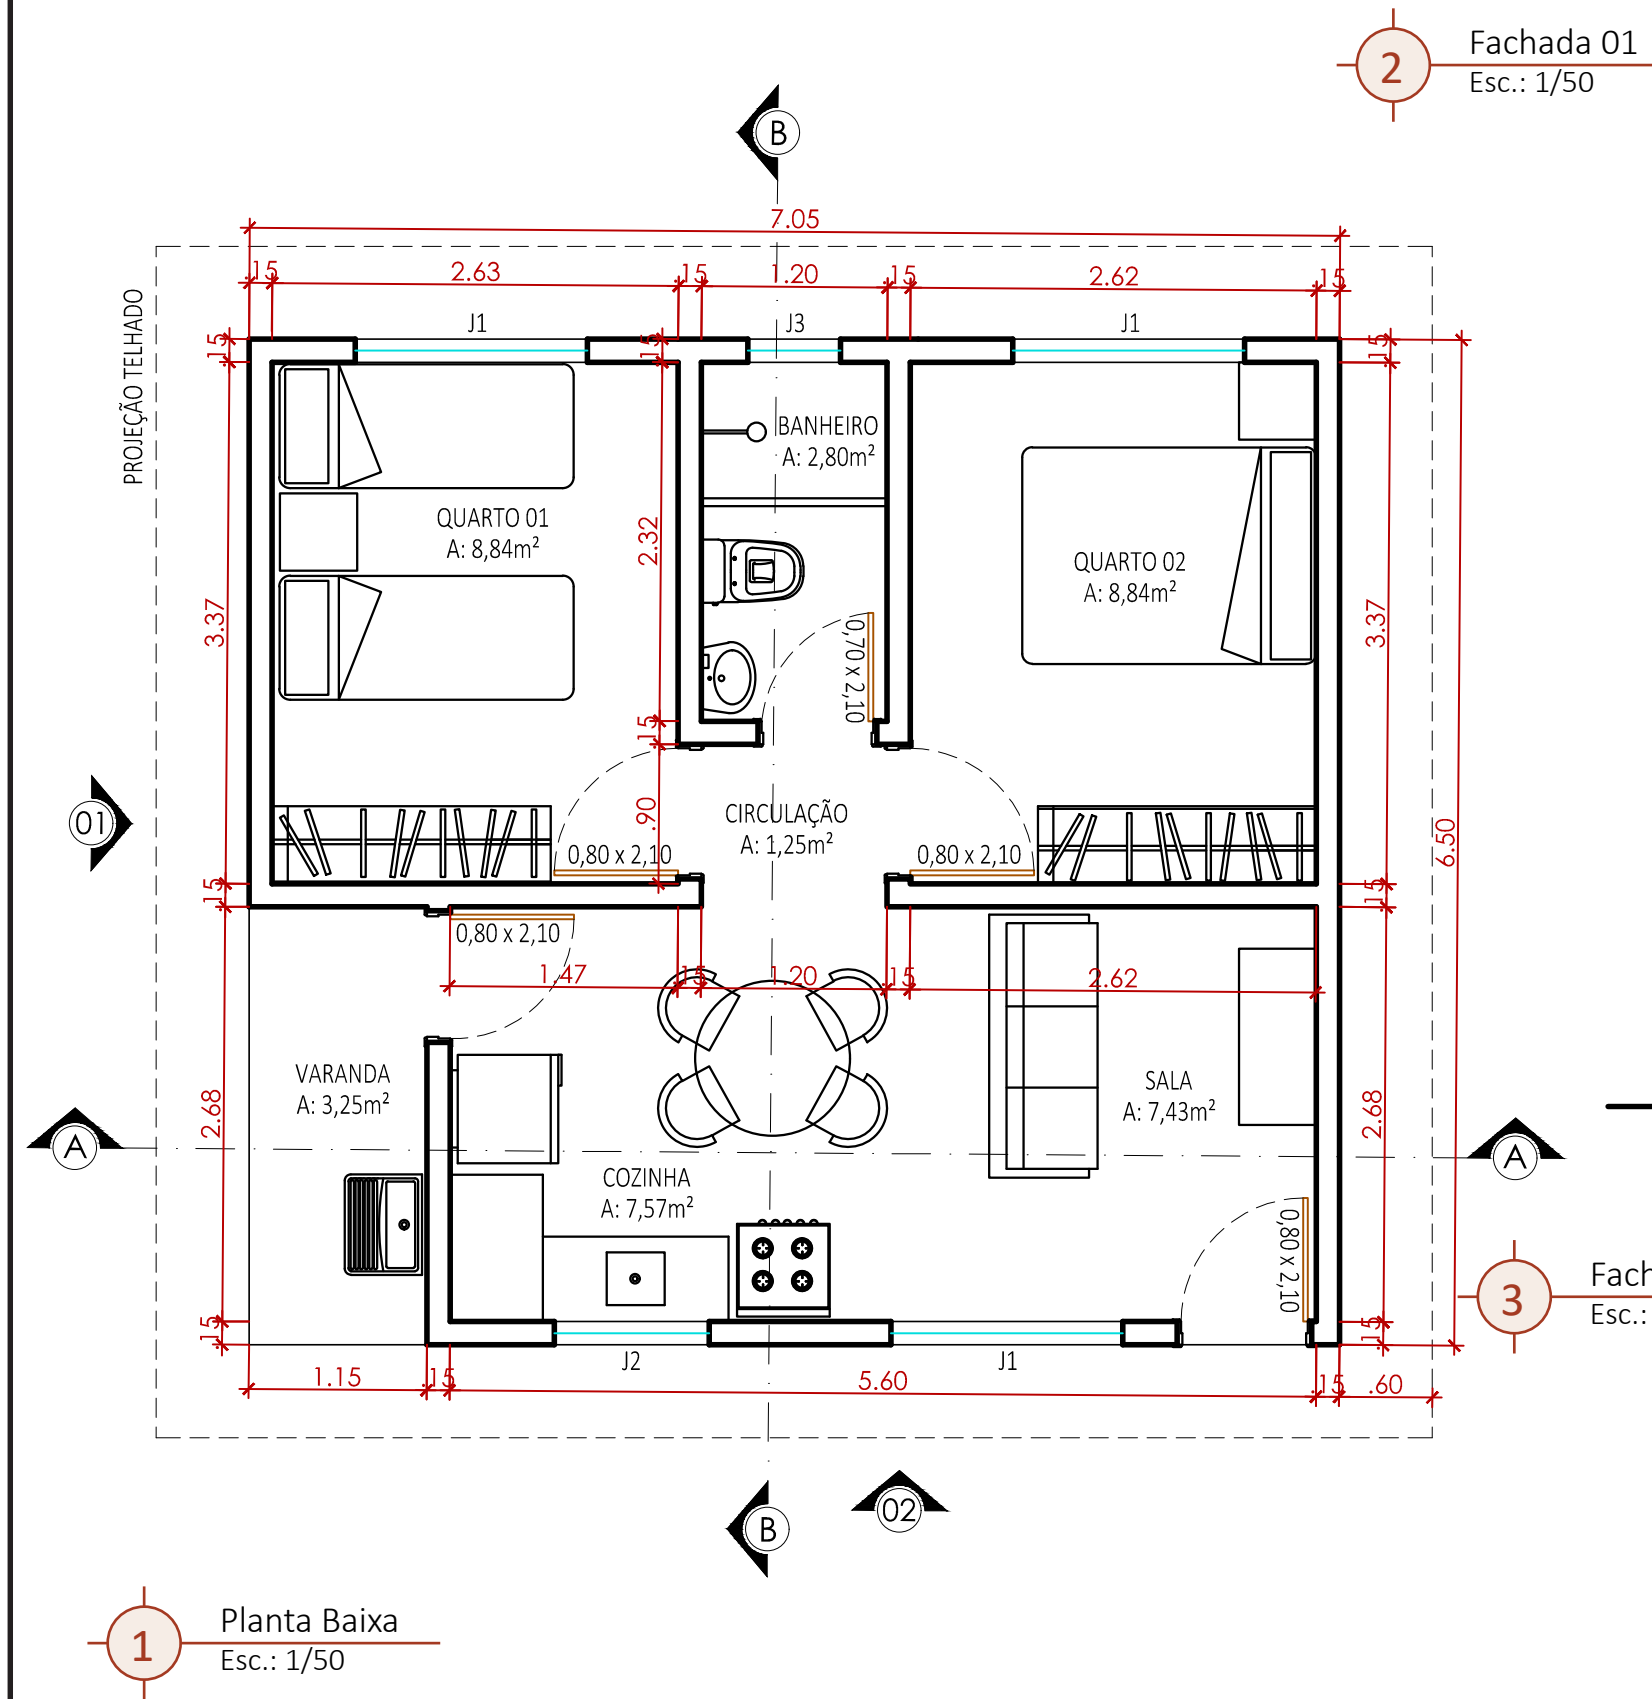 2
Fachada 01
Esc.: 1/50
B
7.05
.15
2.63
.15
1.20
.15
2.62
.15
PROJEÇÃO TELHADO
J1
J3
J1
.15
.15
.15
BANHEIRO
A: 2,80m²
QUARTO 01
A: 8,84m²
2.32
QUARTO 02
A: 8,84m²
3.37
3.37
0,70 x 2,10
.15
01
CIRCULAÇÃO
A: 1,25m²
.90
0,80 x 2,10
0,80 x 2,10
6.50
.15
.15
0,80 x 2,10
1.47
.15
1.20
.15
2.62
VARANDA
A: 3,25m²
SALA
A: 7,43m²
2.68
2.68
A
A
COZINHA
A: 7,57m²
0,80 x 2,10
3
Fach
Esc.:
.15
.15
J2
J1
1.15
.15
5.60
.15
.60
B
02
1
Planta Baixa
Esc.: 1/50